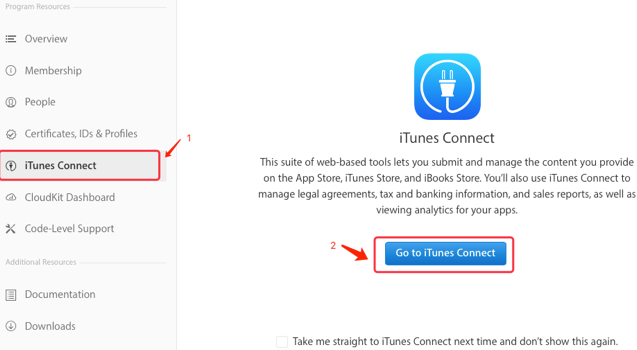 Program Resources
Overview
Membership
People
Certificates, IDs & Profiles
1
iTunes Connect
CloudKit Dashboard
Code-Level Support
Additional Resources
Documentation
Downloads
iTunes Connect
This suite of web-based tools lets you submit and manage the content you provide
on the App Store, iTunes Store, and iBooks Store. You'll also use iTunes Connect to
manage legal agreements, tax and banking information, and sales reports, as well as
viewing analytics for your apps.
2
Go to iTunes Connect
Take me straight to iTunes Connect next time and don't show this again.